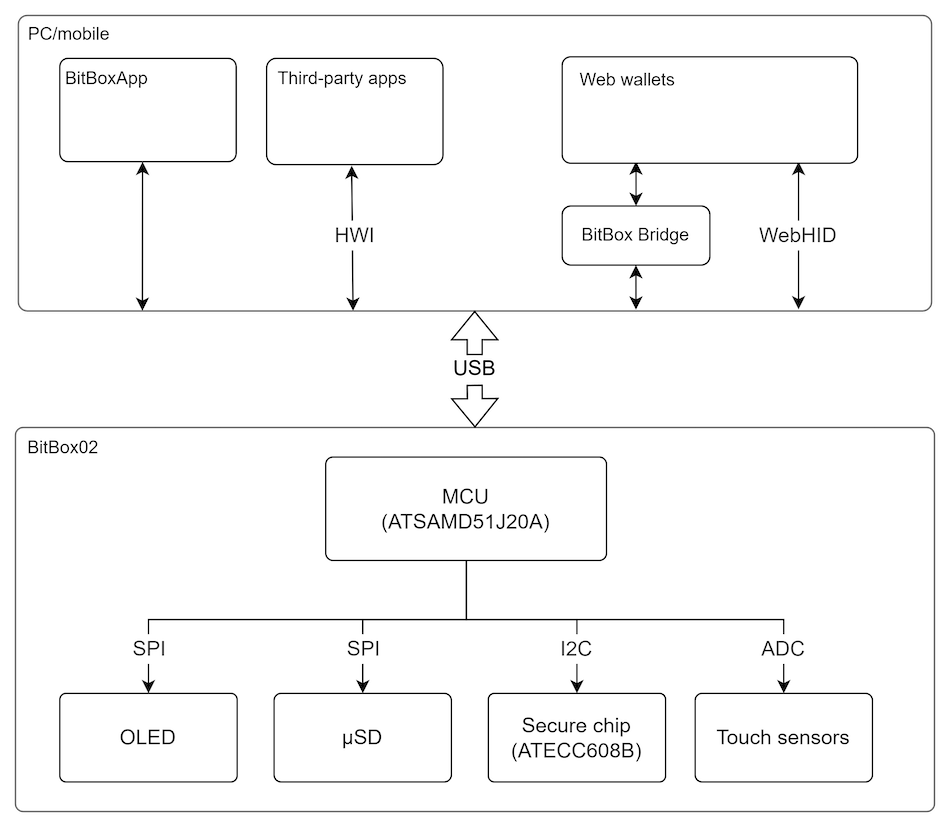 PC/mobile
BitBoxApp
Third-party apps
Web wallets
HWI
BitBox Bridge
WebHID
USB
BitBox02
MCU
(ATSAMD51J20A)
SPI
SPI
I2C
ADC
OLED
µSD
Secure chip
(ATECC608B)
Touch sensors